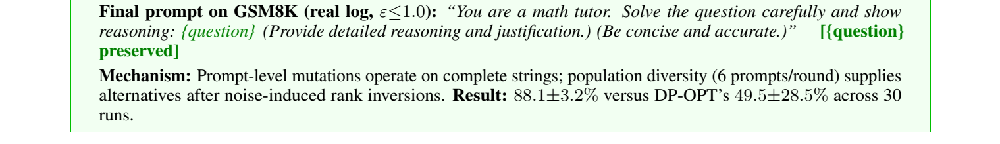 Final prompt on GSM8K (real log, ε≤1.0): “You are a math tutor. Solve the question carefully and show
reasoning: {question} (Provide detailed reasoning and justification.) (Be concise and accurate.)” [{question}
preserved]
Mechanism: Prompt-level mutations operate on complete strings; population diversity (6 prompts/round) supplies
alternatives after noise-induced rank inversions. Result: 88.1±3.2% versus DP-OPT’s 49.5±28.5% across 30
runs.